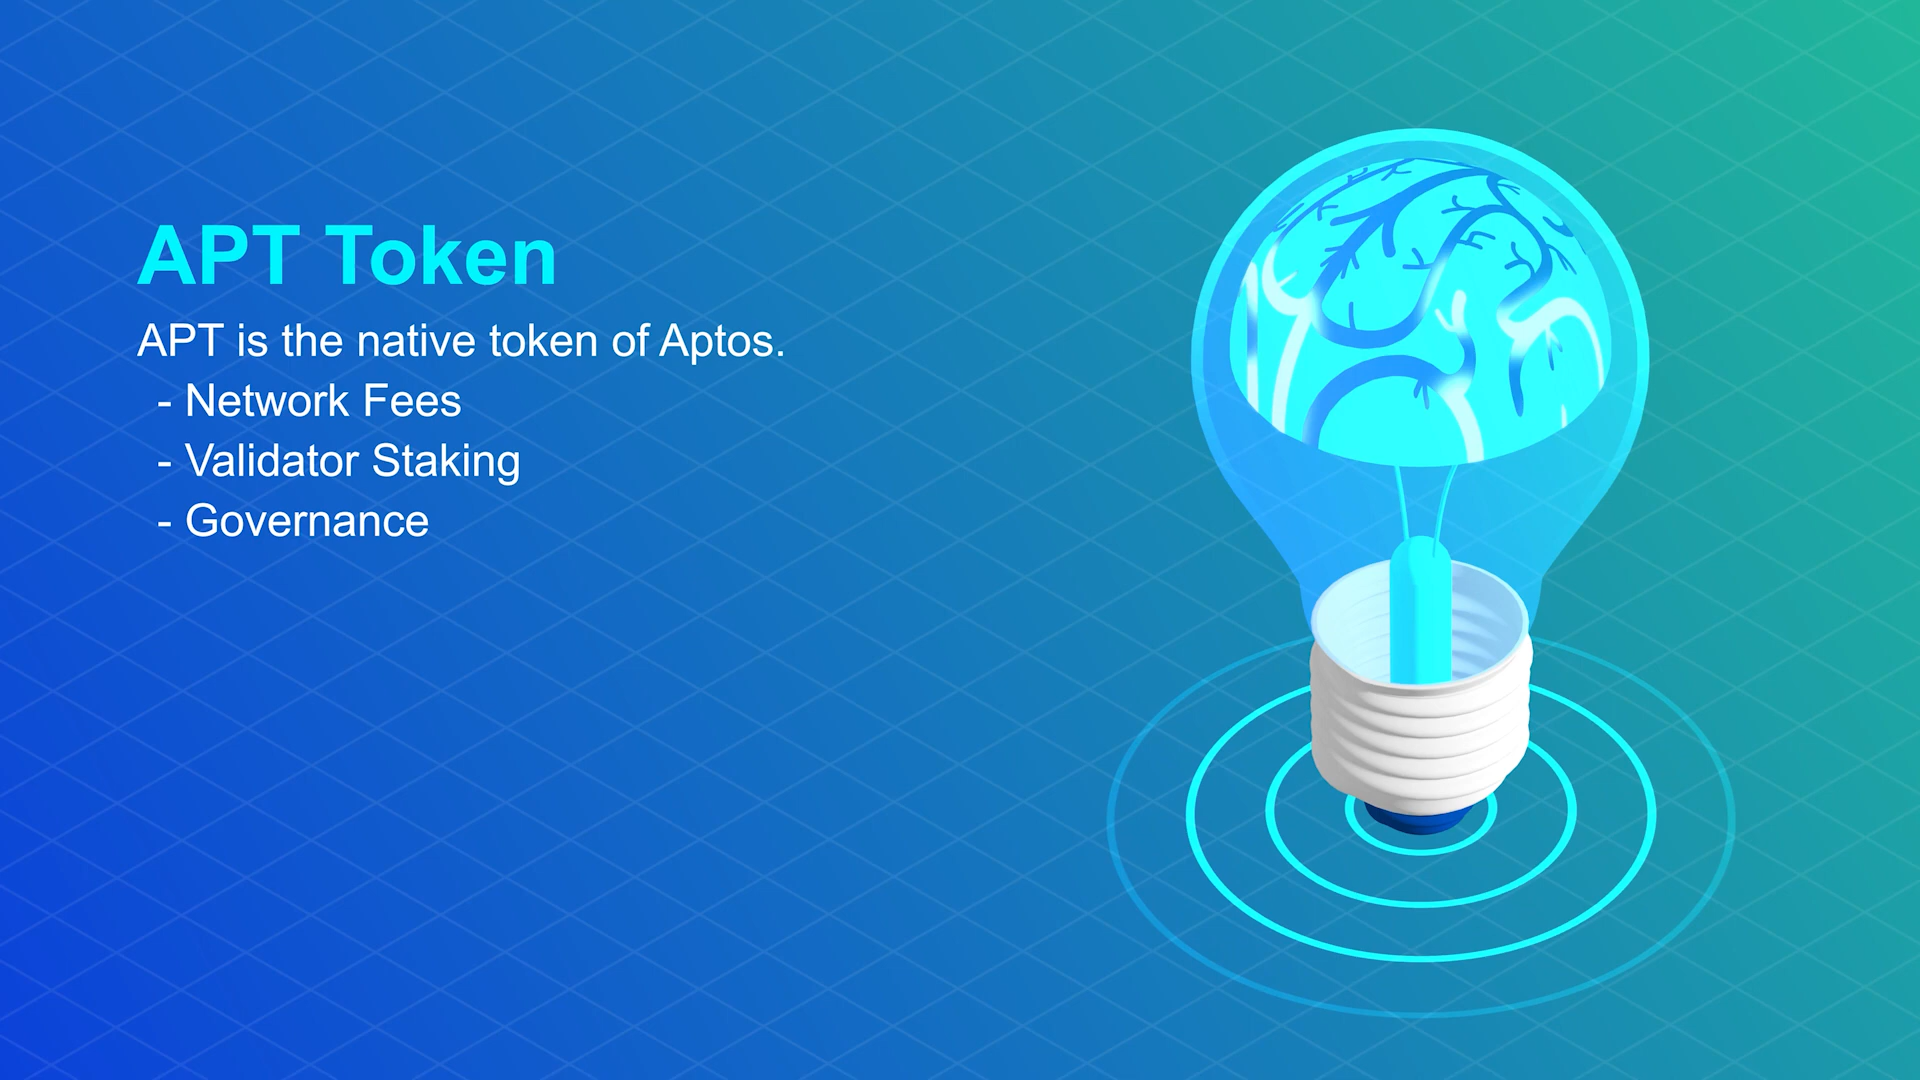 APT Token
APT is the native token of Aptos.
- Network Fees
- Validator Staking
- Governance